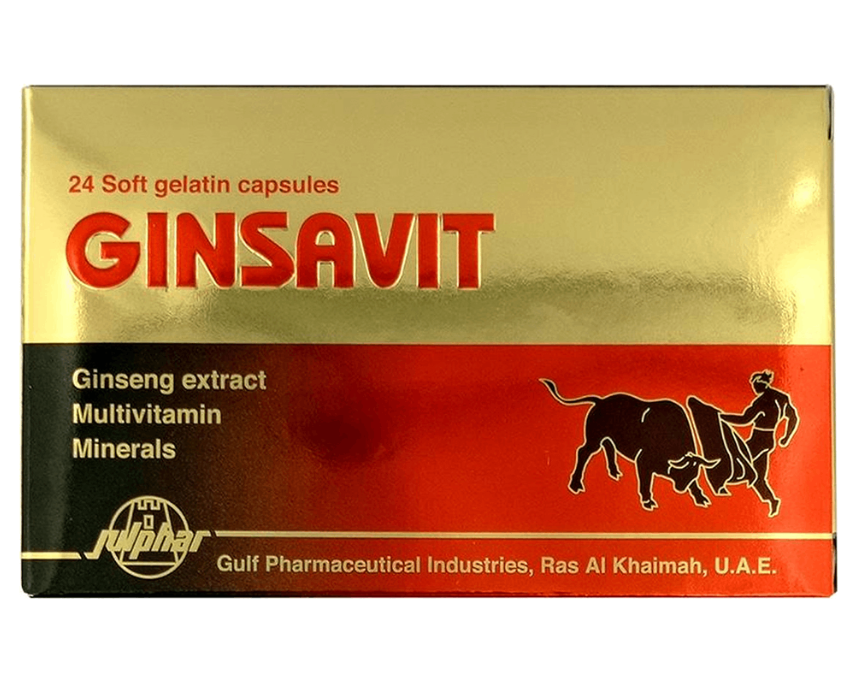 24 Soft gelatin capsules
GINSAVIT
Ginseng extract
Multivitamin
Minerals
julphar
Gulf Pharmaceutical Industries, Ras Al Khaimah, U.A.E.